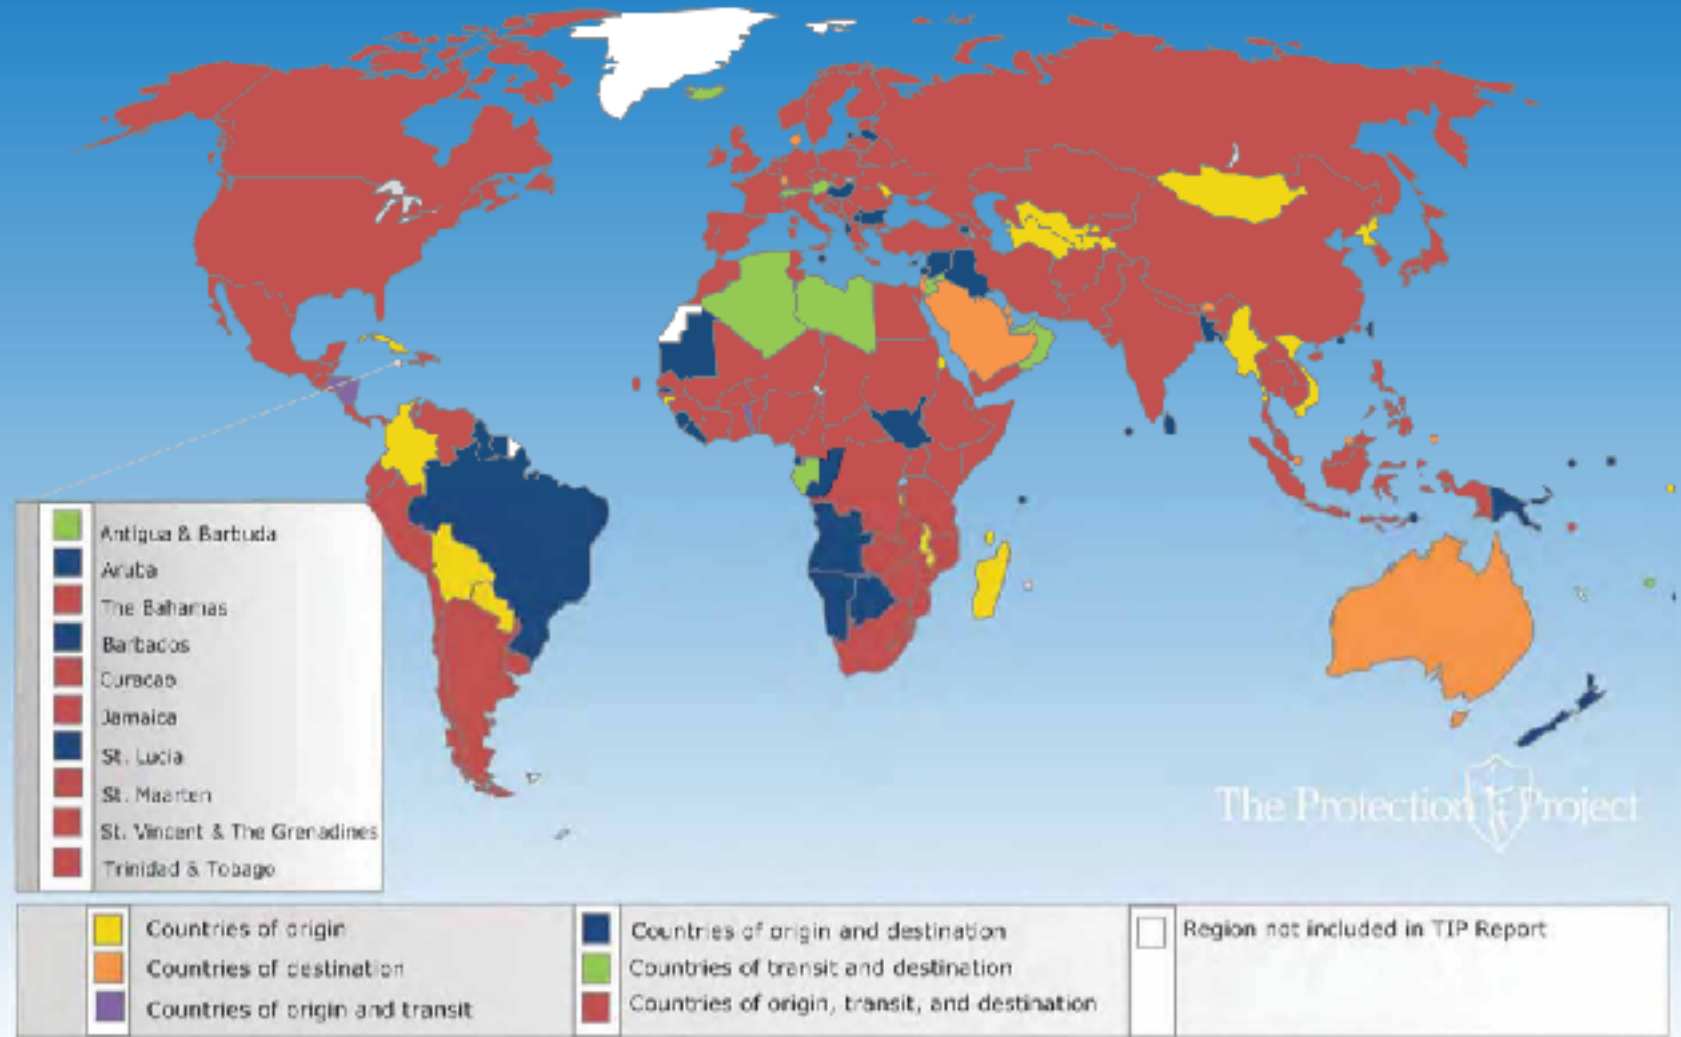 Antigua & Barbuda
Aruba
The Bahamas
Barbados
Curacao
Jamaica
St. Lucia
St. Maarten
St. Vincent & The Grenadines
Trinidad & Tobago
The Protection Project
Countries of origin
Countries of destination
Countries of origin and transit
Countries of origin and destination
Countries of transit and destination
Countries of origin, transit, and destination
Region not included in TIP Report